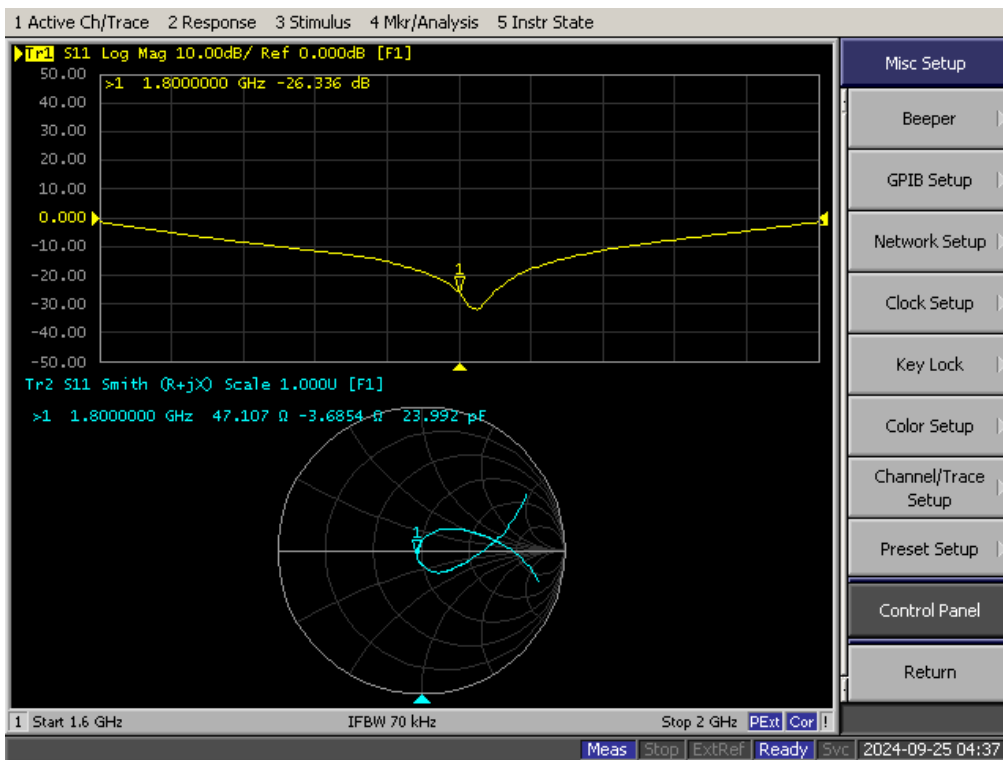 1 Active Ch/Trace 2 Response 3 Stimulus 4 Mkr/Analysis 5 Instr State
Tr1 S11 Log Mag 10.00dB/ Ref 0.000dB [F1]
50.00
>1 1.8000000 GHz -26.336 dB
40.00
30.00
20.00
10.00
0.000
-10.00
-20.00
1
-30.00
-40.00
-50.00
Tr2 S11 Smith (R+jX) Scale 1.000U [F1]
>1 1.8000000 GHz 47.107 Ω -3.6854 Ω 23.992 pF
1
Misc Setup
Beeper
GPIB Setup
Network Setup
Clock Setup
Key Lock
Color Setup
Channel/Trace
Setup
Preset Setup
Control Panel
Return
1 Start 1.6 GHz IFBW 70 kHz Stop 2 GHz PExt Cor !
Meas Stop ExtRef Ready Svc 2024-09-25 04:37